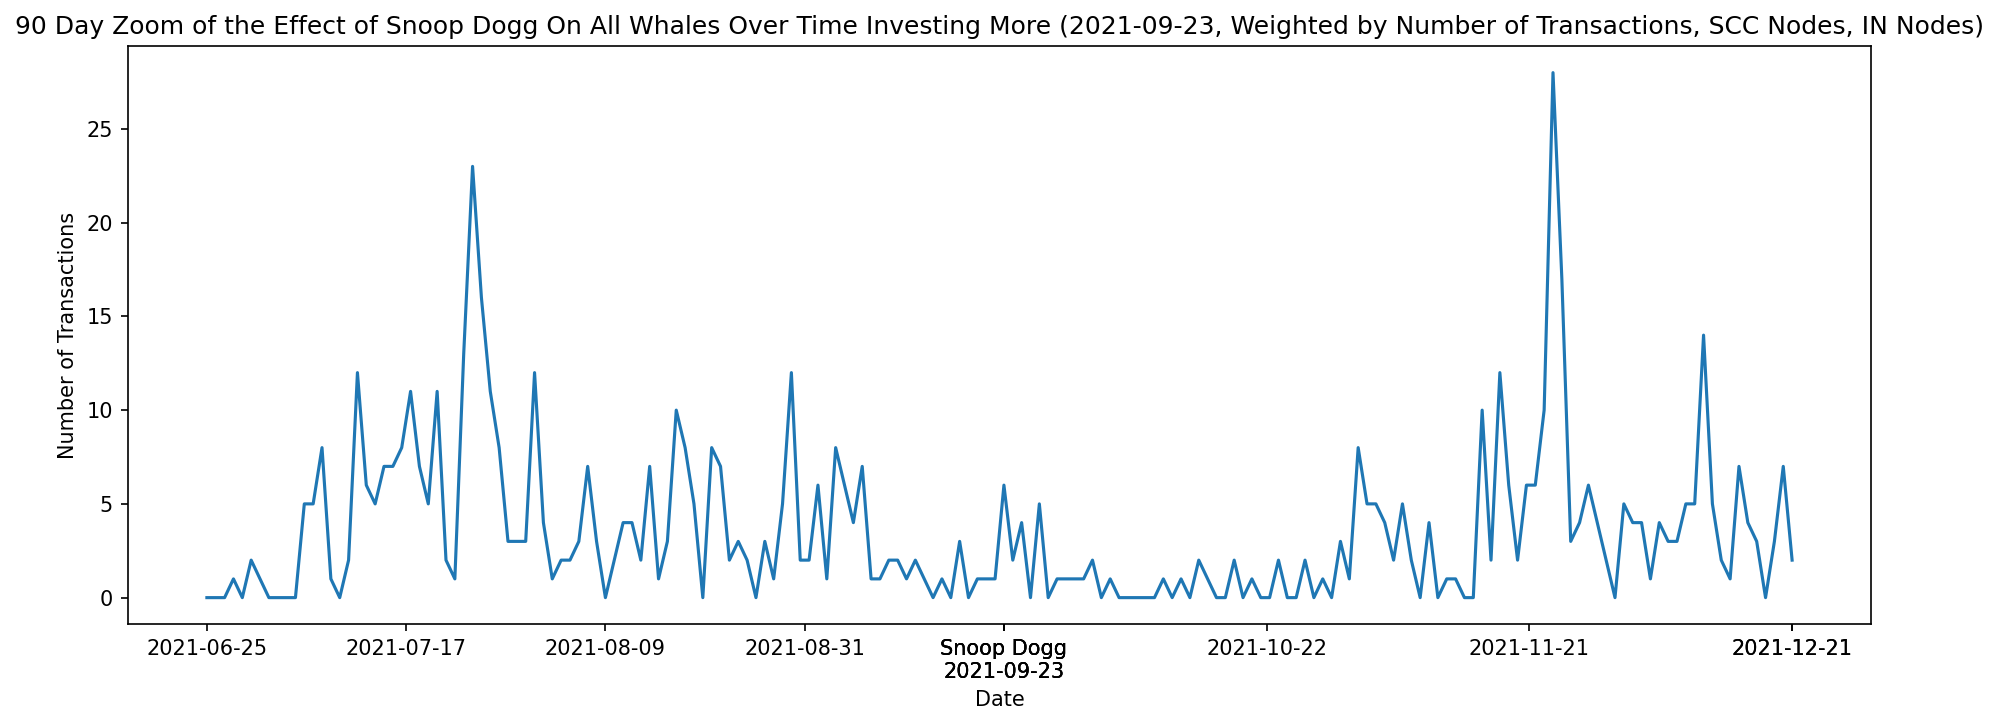 90 Day Zoom of the Effect of Snoop Dogg On All Whales Over Time Investing More (2021-09-23, Weighted by Number of Transactions, SCC Nodes, IN Nodes)
Number of Transactions
25
20
15
10
5
0
2021-06-25 2021-07-17 2021-08-09 2021-08-31 Snoop Dogg 2021-10-22 2021-11-21 2021-12-21
2021-09-23
Date